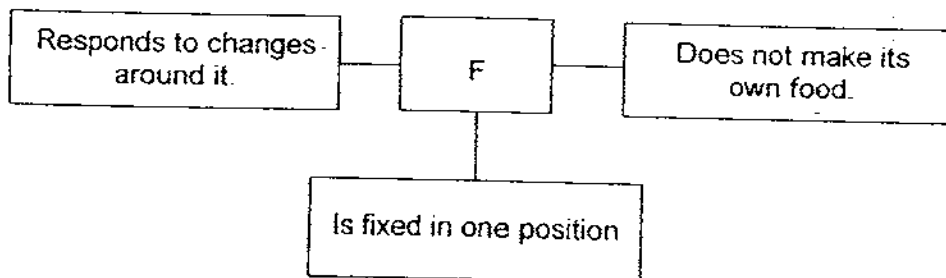 Responds to changes
around it.
F
Does not make its
own food.
Is fixed in one position